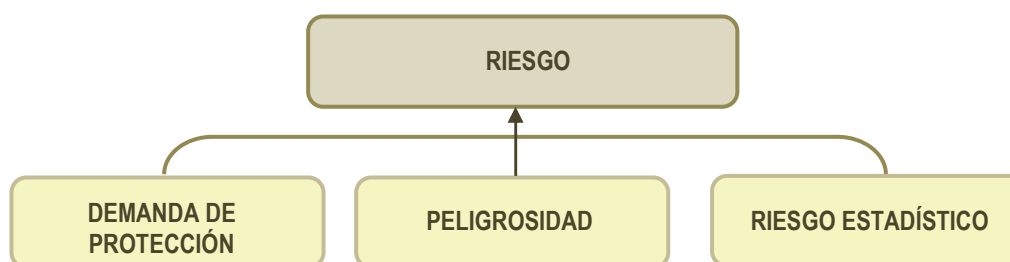 RIESGO
DEMANDA DE
PROTECCIÓN
PELIGROSIDAD
RIESGO ESTADÍSTICO